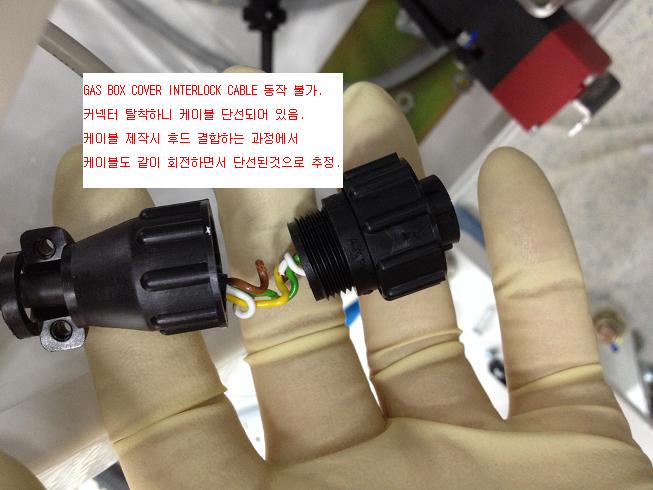 GAS BOX COVER INTERLOCK CABLE 동작 불가.
커넥터 탈착하니 케이블 단선되어 있음.
케이블 제작시 후드 결합하는 과정에서
케이블도 같이 회전하면서 단선된것으로 추정.